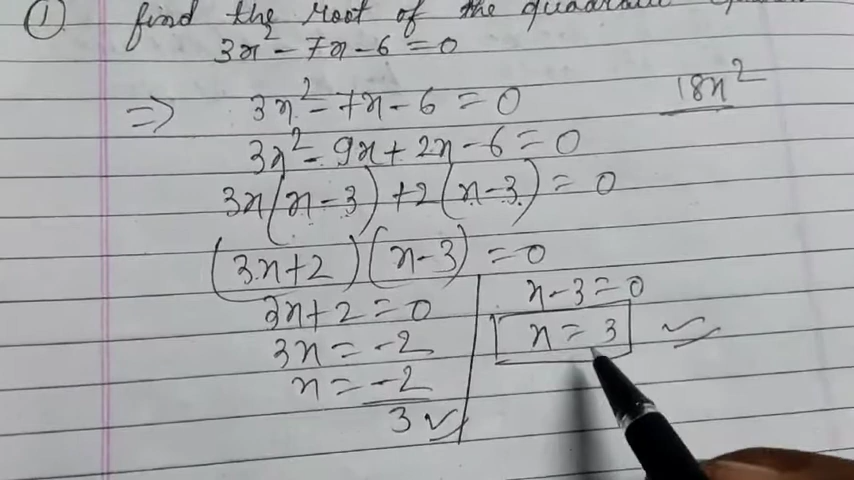 ① find the root of the quadratic
3x² - 7x - 6 = 0
=> 3x² - 7x - 6 = 0
18x²
3x² - 9x + 2x - 6 = 0
3x(x - 3) + 2(x - 3) = 0
(3x + 2)(x - 3) = 0
3x + 2 = 0
3x = -2
x = -2/3
x - 3 = 0
x = 3